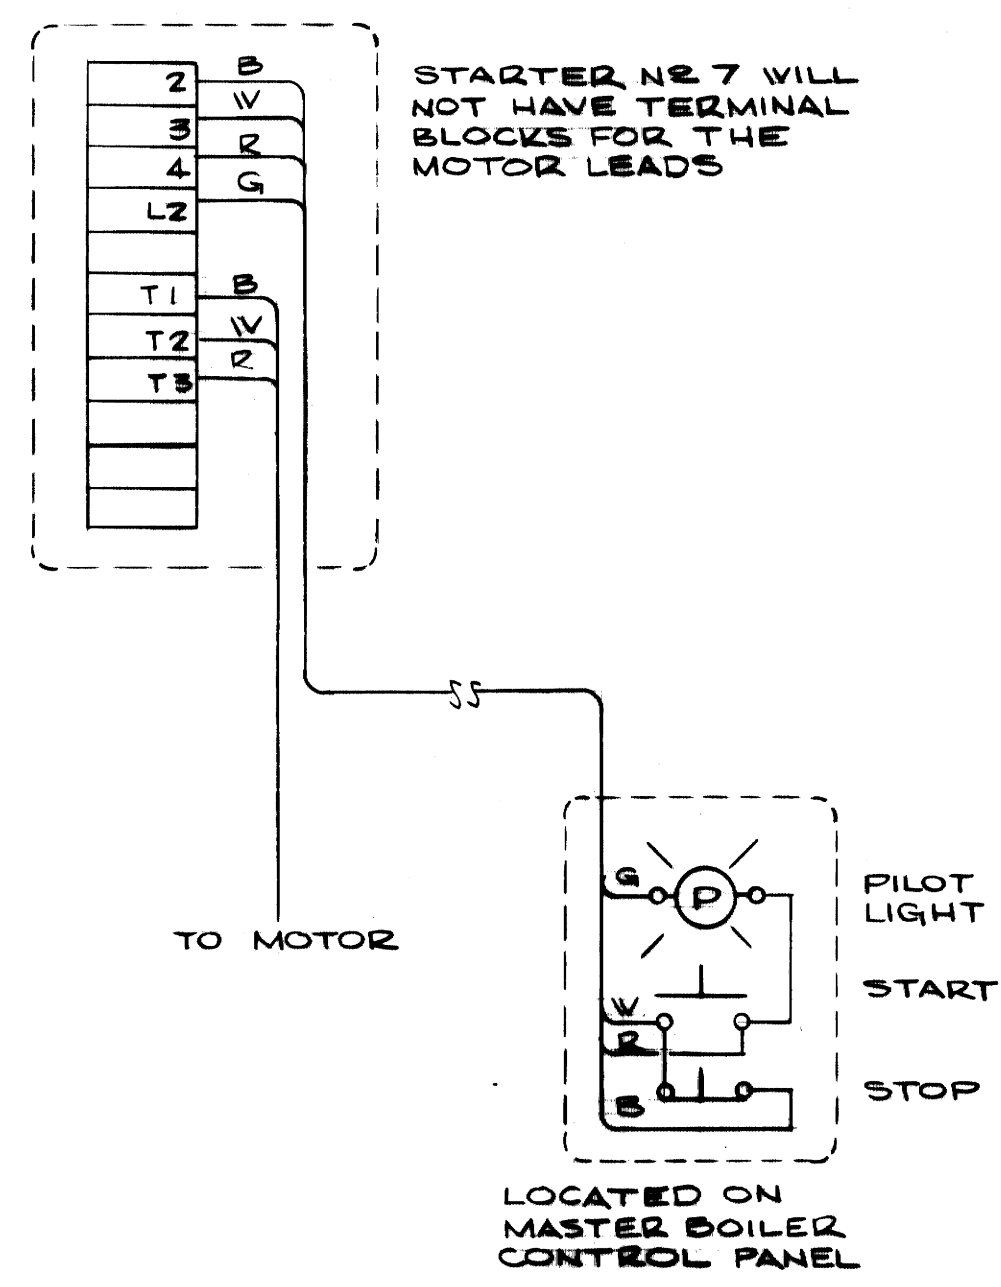 B
2
W
3
R
4
G
L2
B
T1
W
T2
R
T3
STARTER No 7 WILL
NOT HAVE TERMINAL
BLOCKS FOR THE
MOTOR LEADS
TO MOTOR
G
P
PILOT
LIGHT
START
W
R
STOP
B
LOCATED ON
MASTER BOILER
CONTROL PANEL